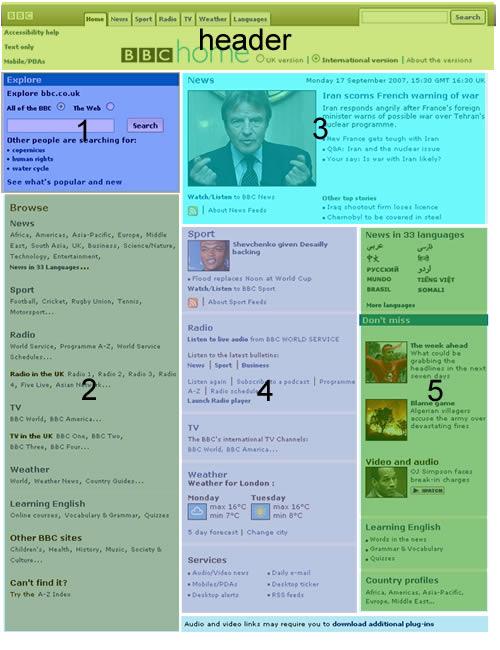 BBC
Home News Sport Radio TV Weather Languages
Search
Accessibility help
Text only
Mobile/PDAs
header
BBC home
UK version | International version | About the versions
Explore
Explore bbc.co.uk
All of the BBC The Web
1
Search
Other people are searching for:
• copernicus
• human rights
• water cycle
See what's popular and new
News
Monday 17 September 2007, 15:30 GMT 16:30 UK
Iran scorns French warning of war
Iran responds angrily after France's foreign
minister warns of possible war over Tehran's
nuclear programme.
3
New France gets tough with Iran
• Q&A: Iran and the nuclear issue
• Your say: Is war with Iran likely?
Watch/Listen to BBC News
| About News Feeds
Other top stories
• Iraq shootout firm loses licence
• Chernobyl to be covered in steel
Browse
News
Africa, Americas, Asia-Pacific, Europe, Middle
East, South Asia, UK, Business, Science/Nature,
Technology, Entertainment,
News in 33 Languages...
Sport
Football, Cricket, Rugby Union, Tennis,
Motorsport...
Radio
World Service, Programme A-Z, World Service
Schedules...
Radio in the UK Radio 1, Radio 2, Radio 3, Radio
4, Five Live, Asian Network...
2
TV
BBC World, BBC America...
TV in the UK BBC One, BBC Two,
BBC Three, BBC Four...
Weather
World, Weather News, Country Guides...
Learning English
Online courses, Vocabulary & Grammar, Quizzes
Other BBC sites
Children's, Health, History, Music, Society &
Culture...
Can't find it?
Try the A-Z Index
Sport
Shevchenko given Desailly
backing
• Flood replaces Noon at World Cup
Watch/Listen to BBC Sport
| About Sport Feeds
Radio
Listen to live audio from BBC WORLD SERVICE
Listen to the latest bulletins:
News | Sport | Business
Listen again | Subscribe to a podcast | Programme
A-Z | Radio schedules
Launch Radio player
4
TV
The BBC's international TV Channels:
BBC World, BBC America...
Weather
Weather for London :
Monday
max 16°C
min 7°C
Tuesday
max 16°C
min 8°C
5 day forecast | Change city
Services
• Audio/Video news
• Mobiles/PDAs
• Desktop alerts
• Daily e-mail
• Desktop ticker
• RSS feeds
News in 33 languages
عربي فارسی
中文 हिन्दी
РУССКИЙ اردو
MUNDO TIẾNG VIỆT
BRASIL SOMALI
More languages
Don't miss
The week ahead
What could be
grabbing the
headlines in the next
seven days
5
Blame game
Algerian villagers
accuse the army over
devastating fires
Video and audio
OJ Simpson faces
break-in charges
WATCH
Learning English
• Words in the news
• Grammar & Vocabulary
• Quizzes
Country profiles
Africa, Americas, Asia-Pacific,
Europe, Middle East...
Audio and video links may require you to download additional plug-ins